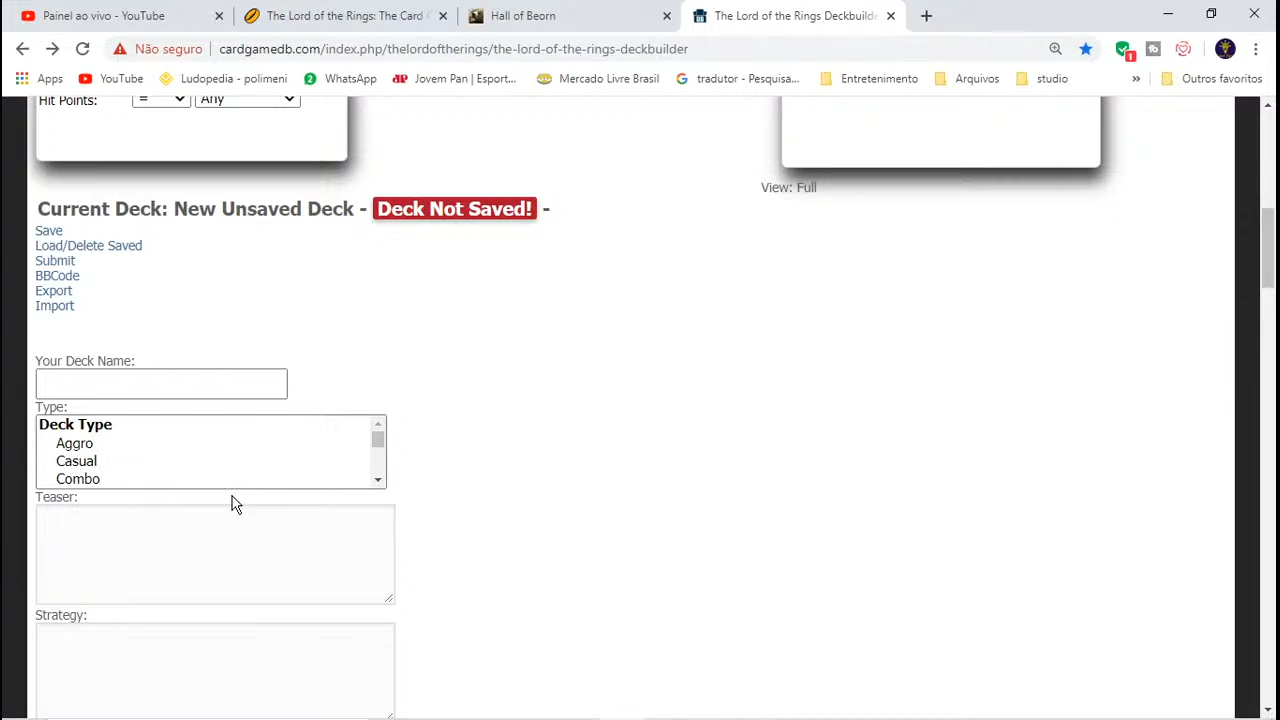 Painel ao vivo - YouTube
The Lord of the Rings: The Card G
Hall of Beorn
The Lord of the Rings Deckbuilde
Não seguro
cardgamedb.com/index.php/thelordoftherings/the-lord-of-the-rings-deckbuilder
1
Apps
YouTube
Ludopedia - polimeni
2 WhatsApp
Jovem Pan | Esport...
Mercado Livre Brasil
tradutor - Pesquisa...
Entretenimento
Arquivos
studio
»
Outros favoritos
Hit Points:
=
Any
View: Full
Current Deck: New Unsaved Deck - Deck Not Saved! -
Save
Load/Delete Saved
Submit
BBCode
Export
Import
Your Deck Name:
Type:
Deck Type
Aggro
Casual
Combo
Teaser:
Strategy: